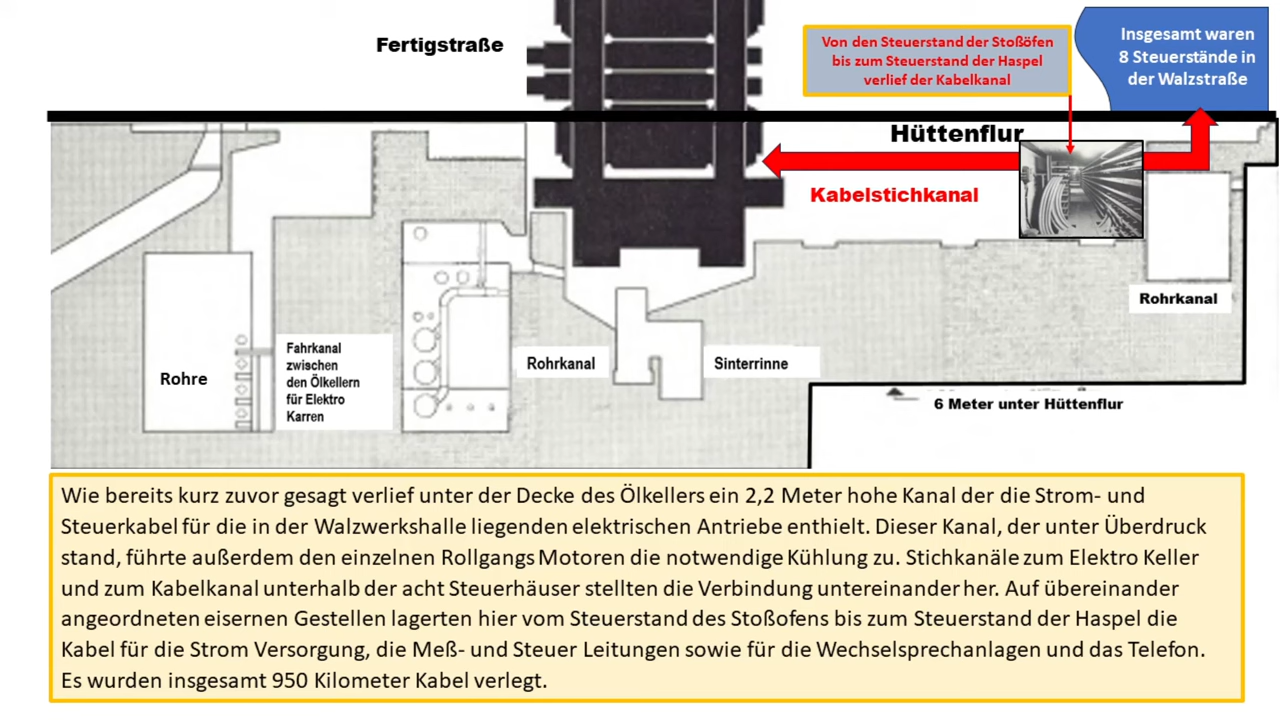 Fertigstraße
Von den Steuerstand der Stoßöfen
bis zum Steuerstand der Haspel
verlief der Kabelkanal
Insgesamt waren
8 Steuerstände in
der Walzstraße
Hüttenflur
Kabelstichkanal
Rohrkanal
Fahrkanal
zwischen
den Ölkellern
für Elektro
Karren
Rohre
Rohrkanal
Sinterrinne
6 Meter unter Hüttenflur
Wie bereits kurz zuvor gesagt verlief unter der Decke des Ölkellers ein 2,2 Meter hohe Kanal der die Strom- und
Steuerkabel für die in der Walzwerkshalle liegenden elektrischen Antriebe enthielt. Dieser Kanal, der unter Überdruck
stand, führte außerdem den einzelnen Rollgangs Motoren die notwendige Kühlung zu. Stichkanäle zum Elektro Keller
und zum Kabelkanal unterhalb der acht Steuerhäuser stellten die Verbindung untereinander her. Auf übereinander
angeordneten eisernen Gestellen lagerten hier vom Steuerstand des Stoßofens bis zum Steuerstand der Haspel die
Kabel für die Strom Versorgung, die Meß- und Steuer Leitungen sowie für die Wechselsprechanlagen und das Telefon.
Es wurden insgesamt 950 Kilometer Kabel verlegt.